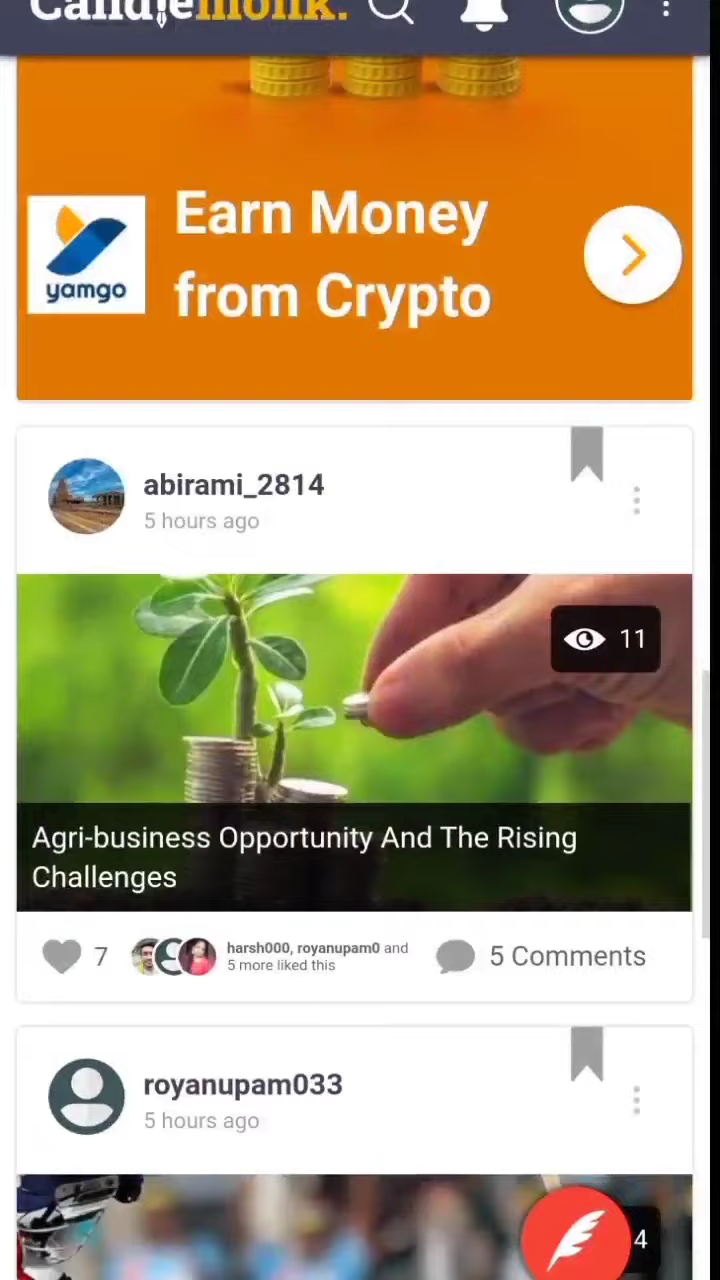 Candlemonk.
Earn Money
from Crypto
yamgo
abirami_2814
5 hours ago
11
Agri-business Opportunity And The Rising
Challenges
7
harsh000, royanupam0 and
5 more liked this
5 Comments
royanupam033
5 hours ago
4